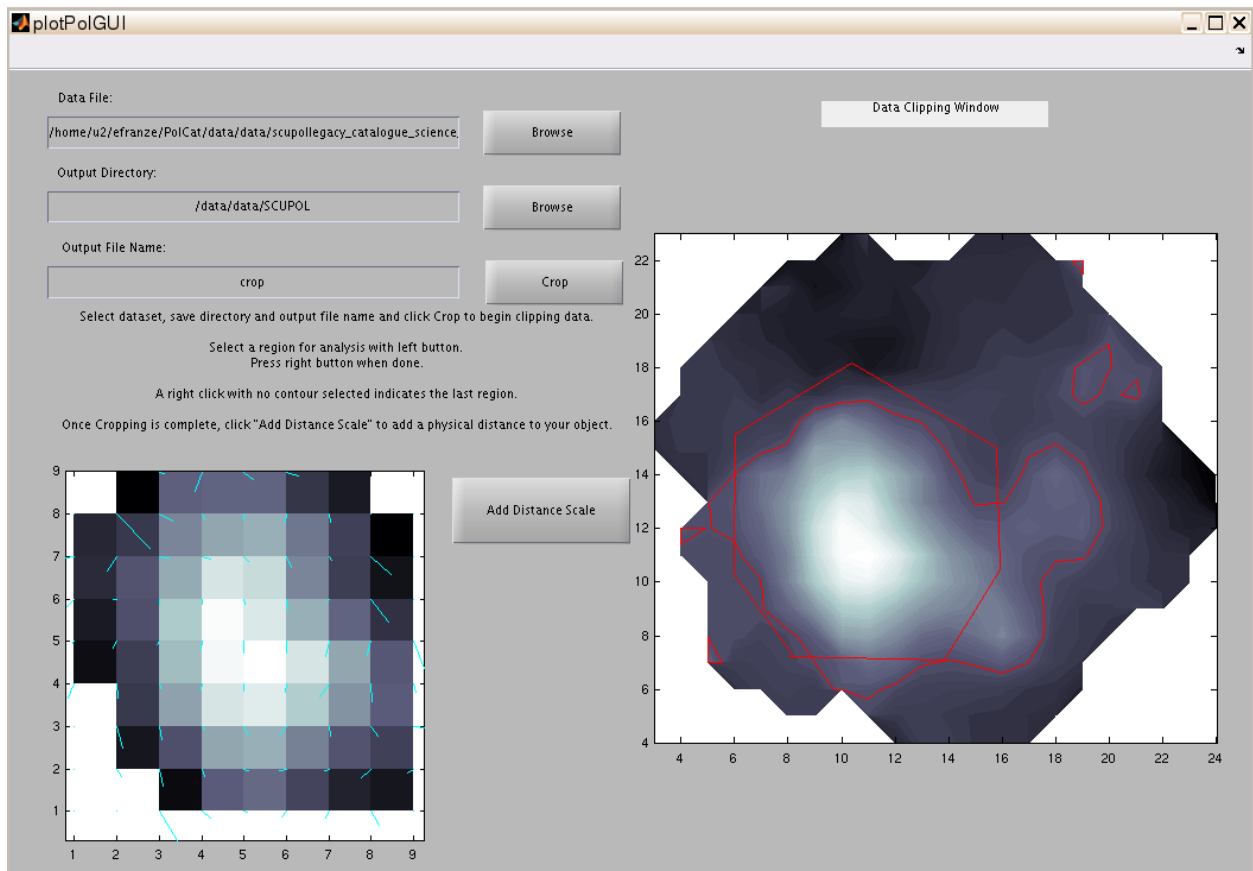 plotPolGUI
Data File:
/home/u2/efranze/PolCat/data/data/scupollegacy_catalogue_science_
Browse
Output Directory:
/data/data/SCUPOL
Browse
Output File Name:
crop
Crop
Select dataset, save directory and output file name and click Crop to begin clipping data.
Select a region for analysis with left button.
Press right button when done.
A right click with no contour selected indicates the last region.
Once Cropping is complete, click "Add Distance Scale" to add a physical distance to your object.
9
8
7
6
5
4
3
2
1
1 2 3 4 5 6 7 8 9
Add Distance Scale
Data Clipping Window
22
20
18
16
14
12
10
8
6
4
4 6 8 10 12 14 16 18 20 22 24